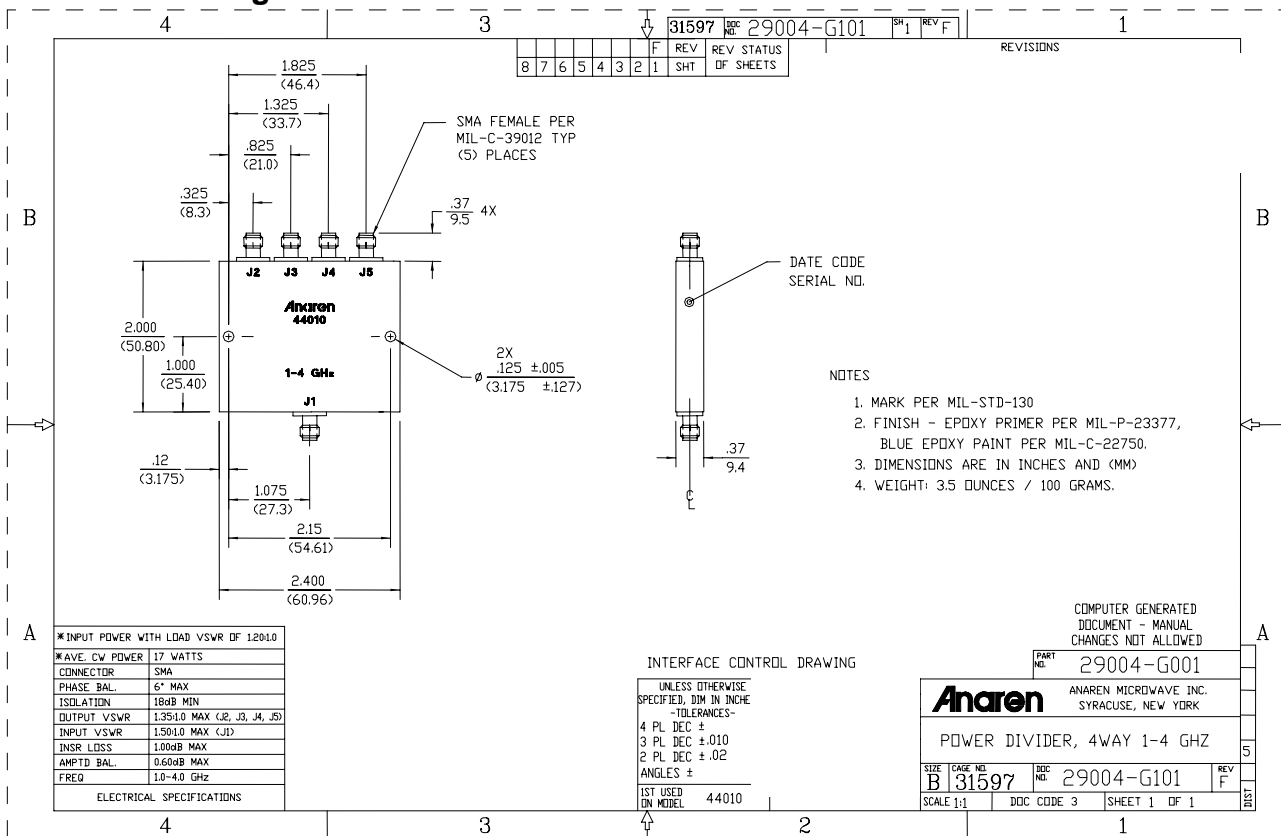 4
3
31597 DOC NO. 29004-G101 SH 1 REV F
1
F REV REV STATUS
8 7 6 5 4 3 2 1 SHT OF SHEETS
REVISIONS
1.825
(46.4)
1.325
(33.7)
.825
(21.0)
.325
(8.3)
SMA FEMALE PER
MIL-C-39012 TYP
(5) PLACES
.37
9.5 4X
B
B
J2 J3 J4 J5
Anaren
44010
1-4 GHz
J1
2.000
(50.80)
1.000
(25.40)
2X
ø .125 ±.005
(3.175 ±.127)
.12
(3.175)
1.075
(27.3)
2.15
(54.61)
2.400
(60.96)
DATE CODE
SERIAL NO.
.37
9.4
CL
NOTES
1. MARK PER MIL-STD-130
2. FINISH - EPOXY PRIMER PER MIL-P-23377,
BLUE EPOXY PAINT PER MIL-C-22750.
3. DIMENSIONS ARE IN INCHES AND (MM)
4. WEIGHT: 3.5 OUNCES / 100 GRAMS.
A
A
*INPUT POWER WITH LOAD VSWR OF 1.20:1.0
*AVE. CW POWER 17 WATTS
CONNECTOR SMA
PHASE BAL. 6° MAX
ISOLATION 18dB MIN
OUTPUT VSWR 1.35:1.0 MAX (J2, J3, J4, J5)
INPUT VSWR 1.50:1.0 MAX (J1)
INSR LOSS 1.00dB MAX
AMPTD BAL. 0.60dB MAX
FREQ 1.0-4.0 GHz
ELECTRICAL SPECIFICATIONS
INTERFACE CONTROL DRAWING
UNLESS OTHERWISE
SPECIFIED, DIM IN INCHE
-TOLERANCES-
4 PL DEC ±
3 PL DEC ±.010
2 PL DEC ±.02
ANGLES ±
1ST USED
ON MODEL 44010
COMPUTER GENERATED
DOCUMENT - MANUAL
CHANGES NOT ALLOWED
PART NO. 29004-G001
Anaren
ANAREN MICROWAVE INC.
SYRACUSE, NEW YORK
POWER DIVIDER, 4WAY 1-4 GHZ
SIZE B CAGE NO. 31597 DOC NO. 29004-G101 REV F
SCALE 1:1 DOC CODE 3 SHEET 1 OF 1
5
DIST
4
3
2
1